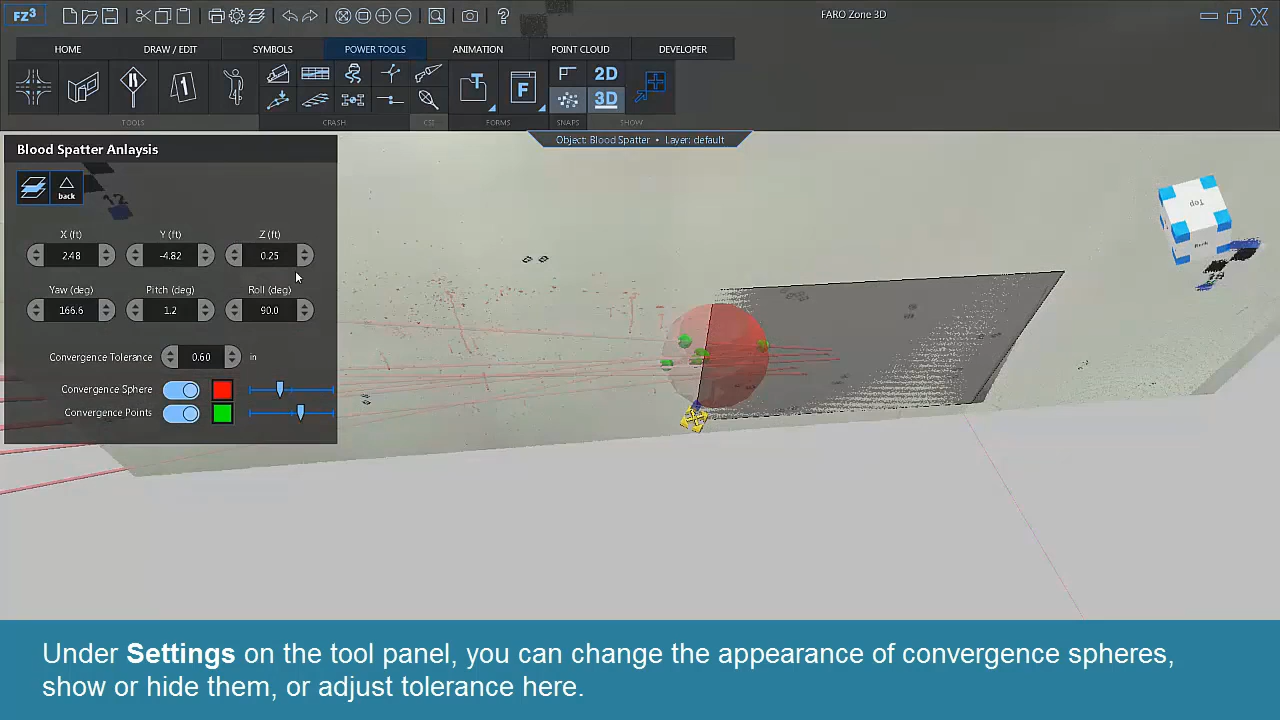 FZ³
FARO Zone 3D
HOME DRAW / EDIT SYMBOLS POWER TOOLS ANIMATION POINT CLOUD DEVELOPER
2D
3D
TOOLS CRASH CSI FORMS SNAPS SHOW
Object: Blood Spatter • Layer: default
Blood Spatter Anlaysis
back
X (ft) Y (ft) Z (ft)
2.48 -4.82 0.25
Yaw (deg) Pitch (deg) Roll (deg)
166.6 1.2 90.0
Convergence Tolerance 0.60 in
Convergence Sphere
Convergence Points
Top
Back
Under Settings on the tool panel, you can change the appearance of convergence spheres,
show or hide them, or adjust tolerance here.